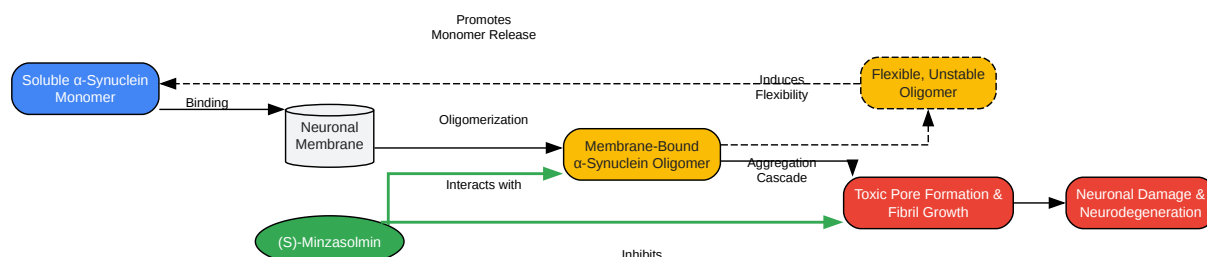 Promotes
Monomer Release
Soluble α-Synuclein
Monomer
Binding
Neuronal
Membrane
Oligomerization
Membrane-Bound
α-Synuclein Oligomer
Interacts with
(S)-Minzasolmin
Induces
Flexibility
Flexible, Unstable
Oligomer
Aggregation
Cascade
Toxic Pore Formation &
Fibril Growth
Neuronal Damage &
Neurodegeneration
Inhibits